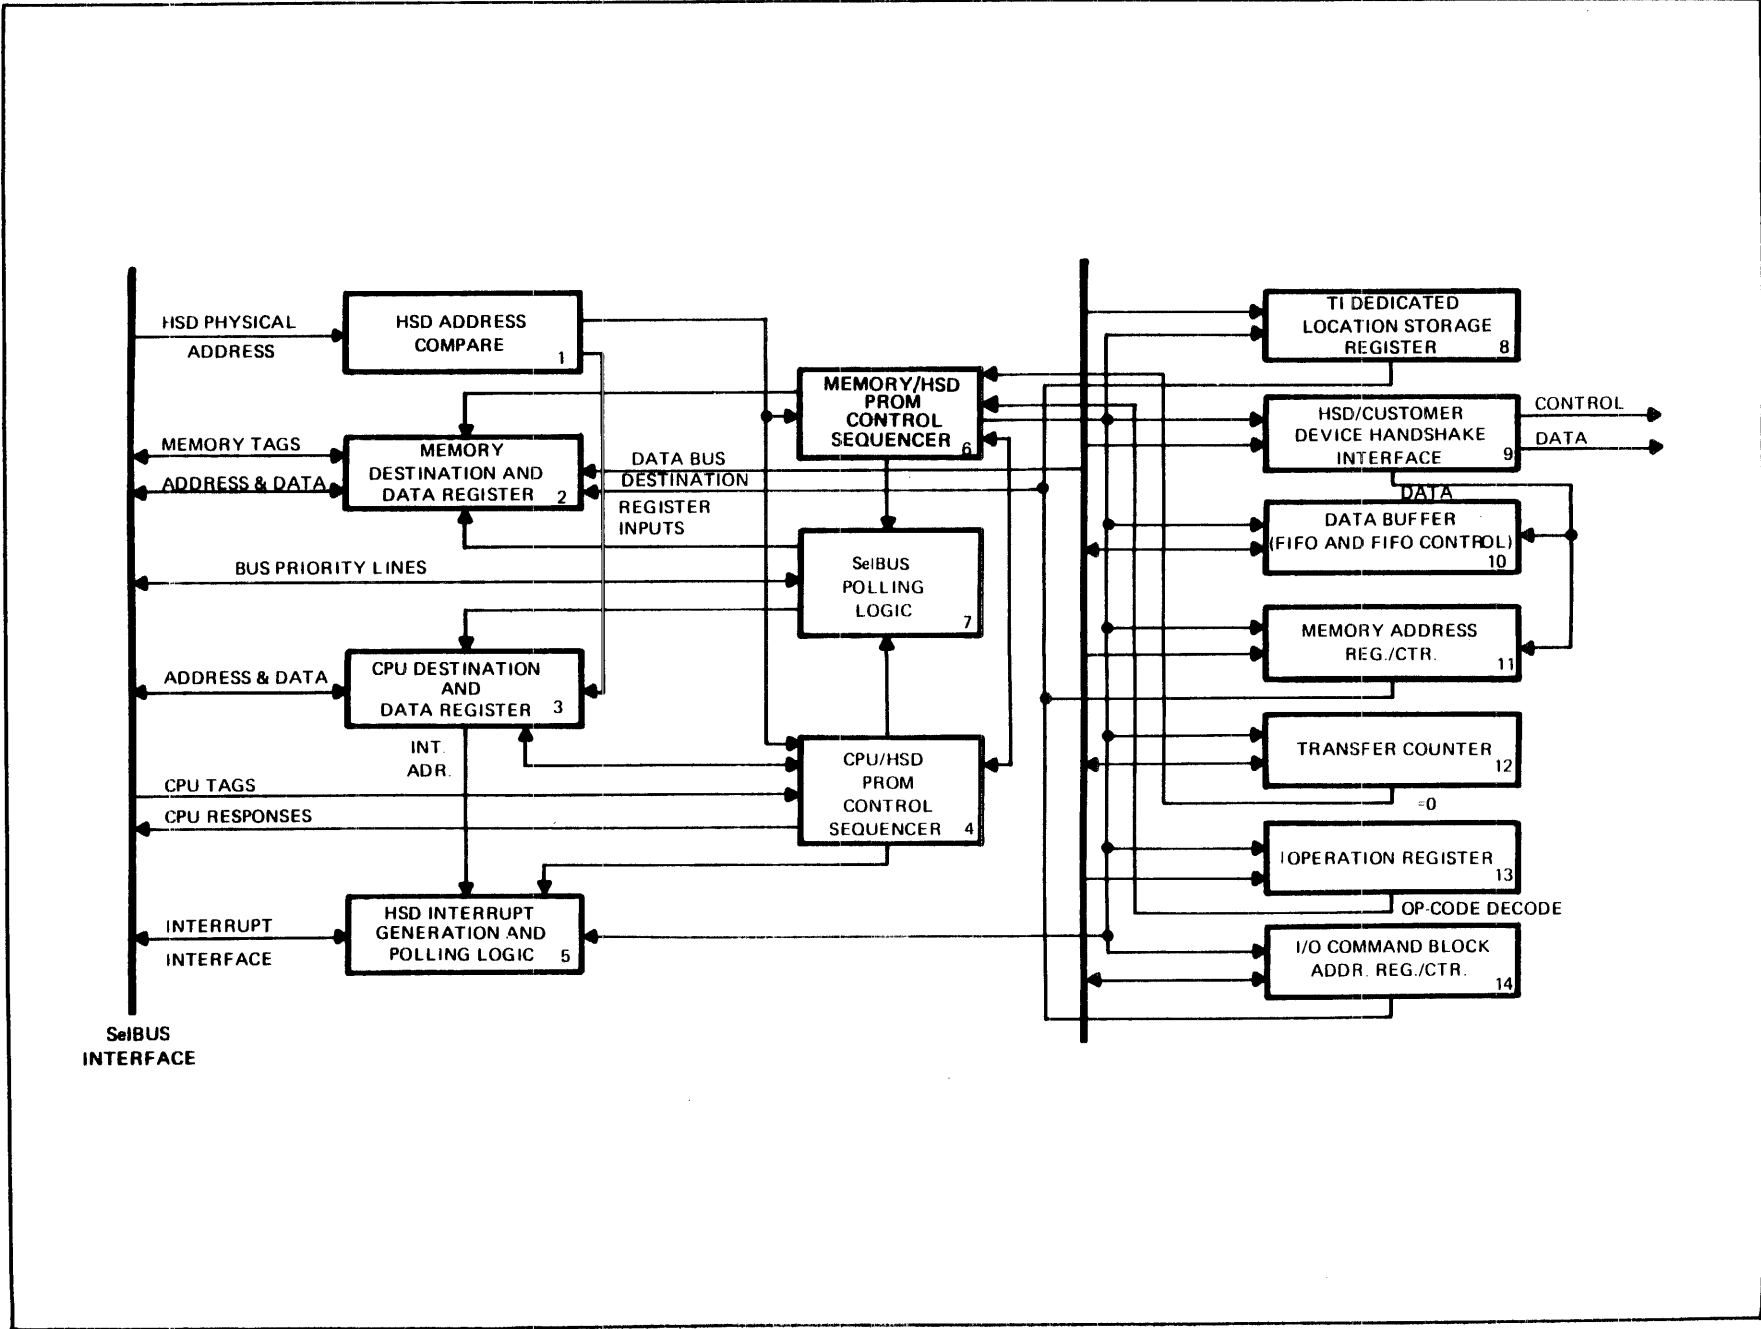 HSD PHYSICAL
ADDRESS
HSD ADDRESS
COMPARE
1
MEMORY TAGS
ADDRESS & DATA
MEMORY
DESTINATION AND
DATA REGISTER
2
DATA BUS
DESTINATION
REGISTER
INPUTS
MEMORY/HSD
PROM
CONTROL
SEQUENCER
6
BUS PRIORITY LINES
SelBUS
POLLING
LOGIC
7
ADDRESS & DATA
CPU DESTINATION
AND
DATA REGISTER
3
INT.
ADR.
CPU TAGS
CPU RESPONSES
CPU/HSD
PROM
CONTROL
SEQUENCER
4
INTERRUPT
INTERFACE
HSD INTERRUPT
GENERATION AND
POLLING LOGIC
5
SelBUS
INTERFACE
TI DEDICATED
LOCATION STORAGE
REGISTER
8
HSD/CUSTOMER
DEVICE HANDSHAKE
INTERFACE
9
CONTROL
DATA
DATA
DATA BUFFER
(FIFO AND FIFO CONTROL)
10
MEMORY ADDRESS
REG./CTR.
11
TRANSFER COUNTER
12
=0
OPERATION REGISTER
13
OP-CODE DECODE
I/O COMMAND BLOCK
ADDR. REG./CTR.
14